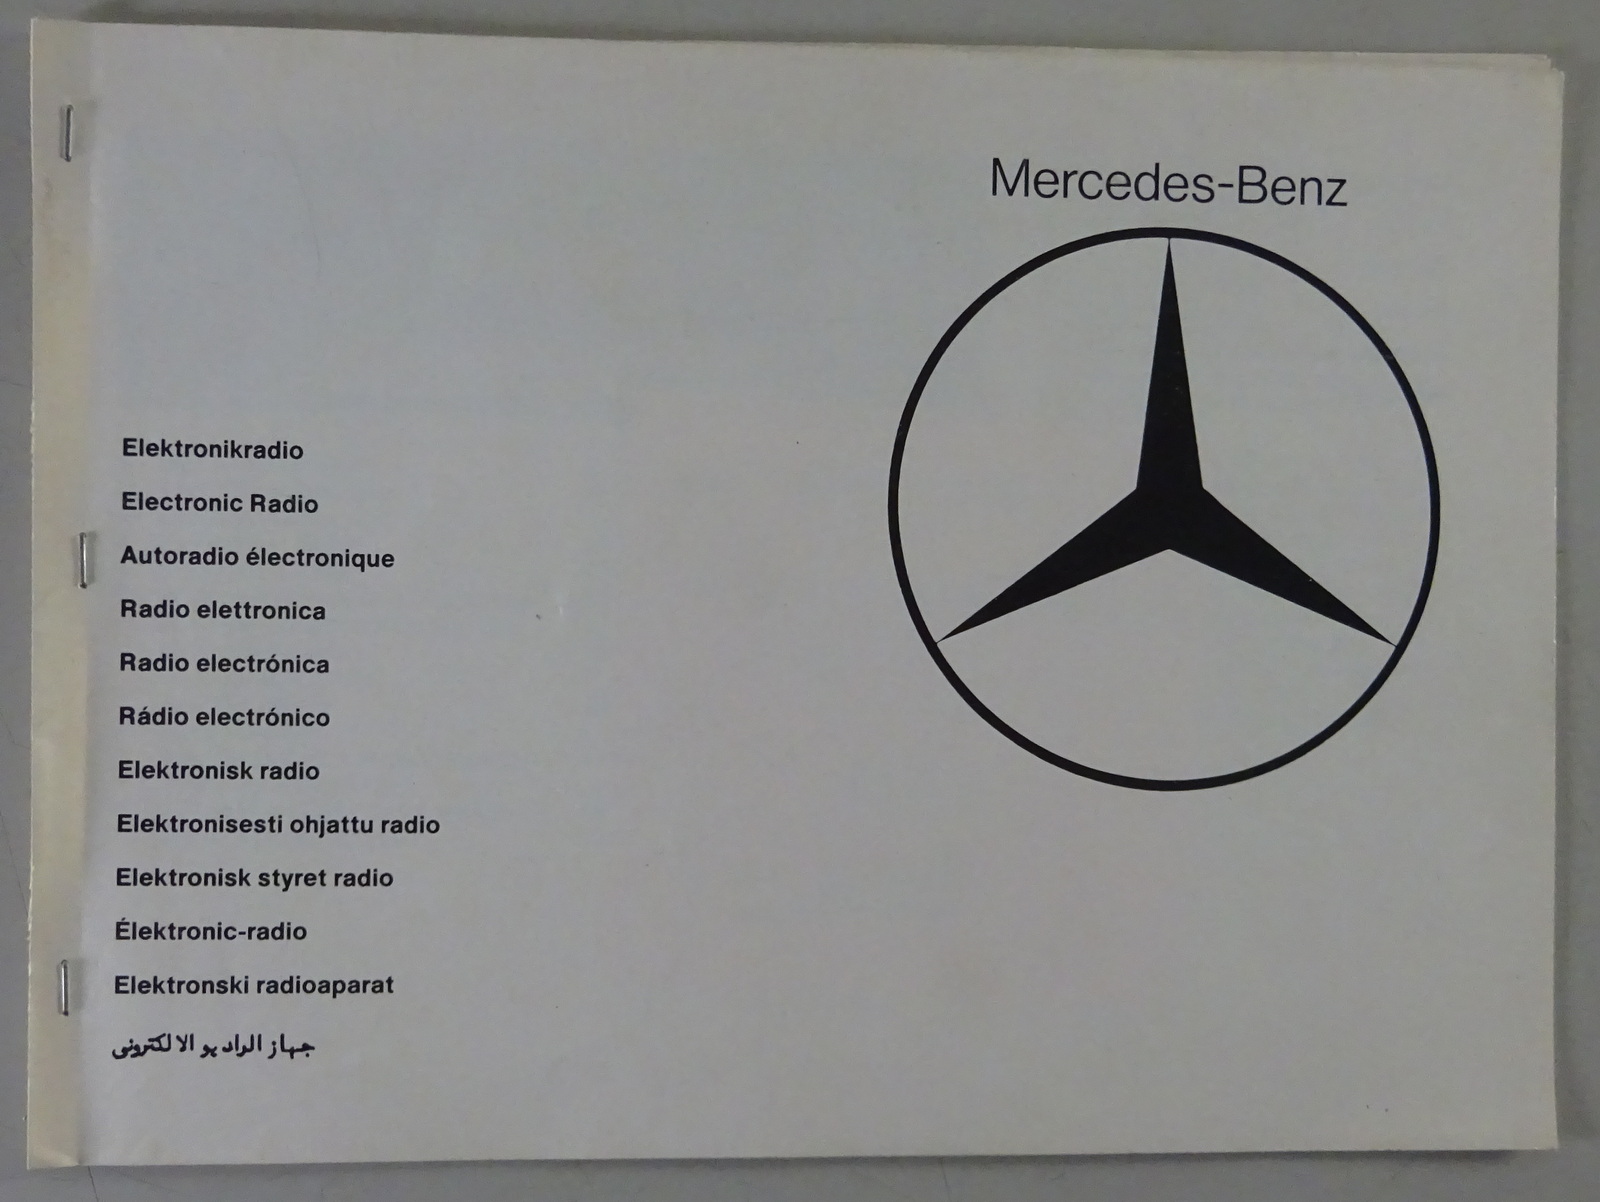 Mercedes-Benz
Elektronikradio
Electronic Radio
Autoradio électronique
Radio elettronica
Radio electrónica
Rádio electrónico
Elektronisk radio
Elektronisesti ohjattu radio
Elektronisk styret radio
Élektronic-radio
Elektronski radioaparat
جهاز الراديو الالكتروني